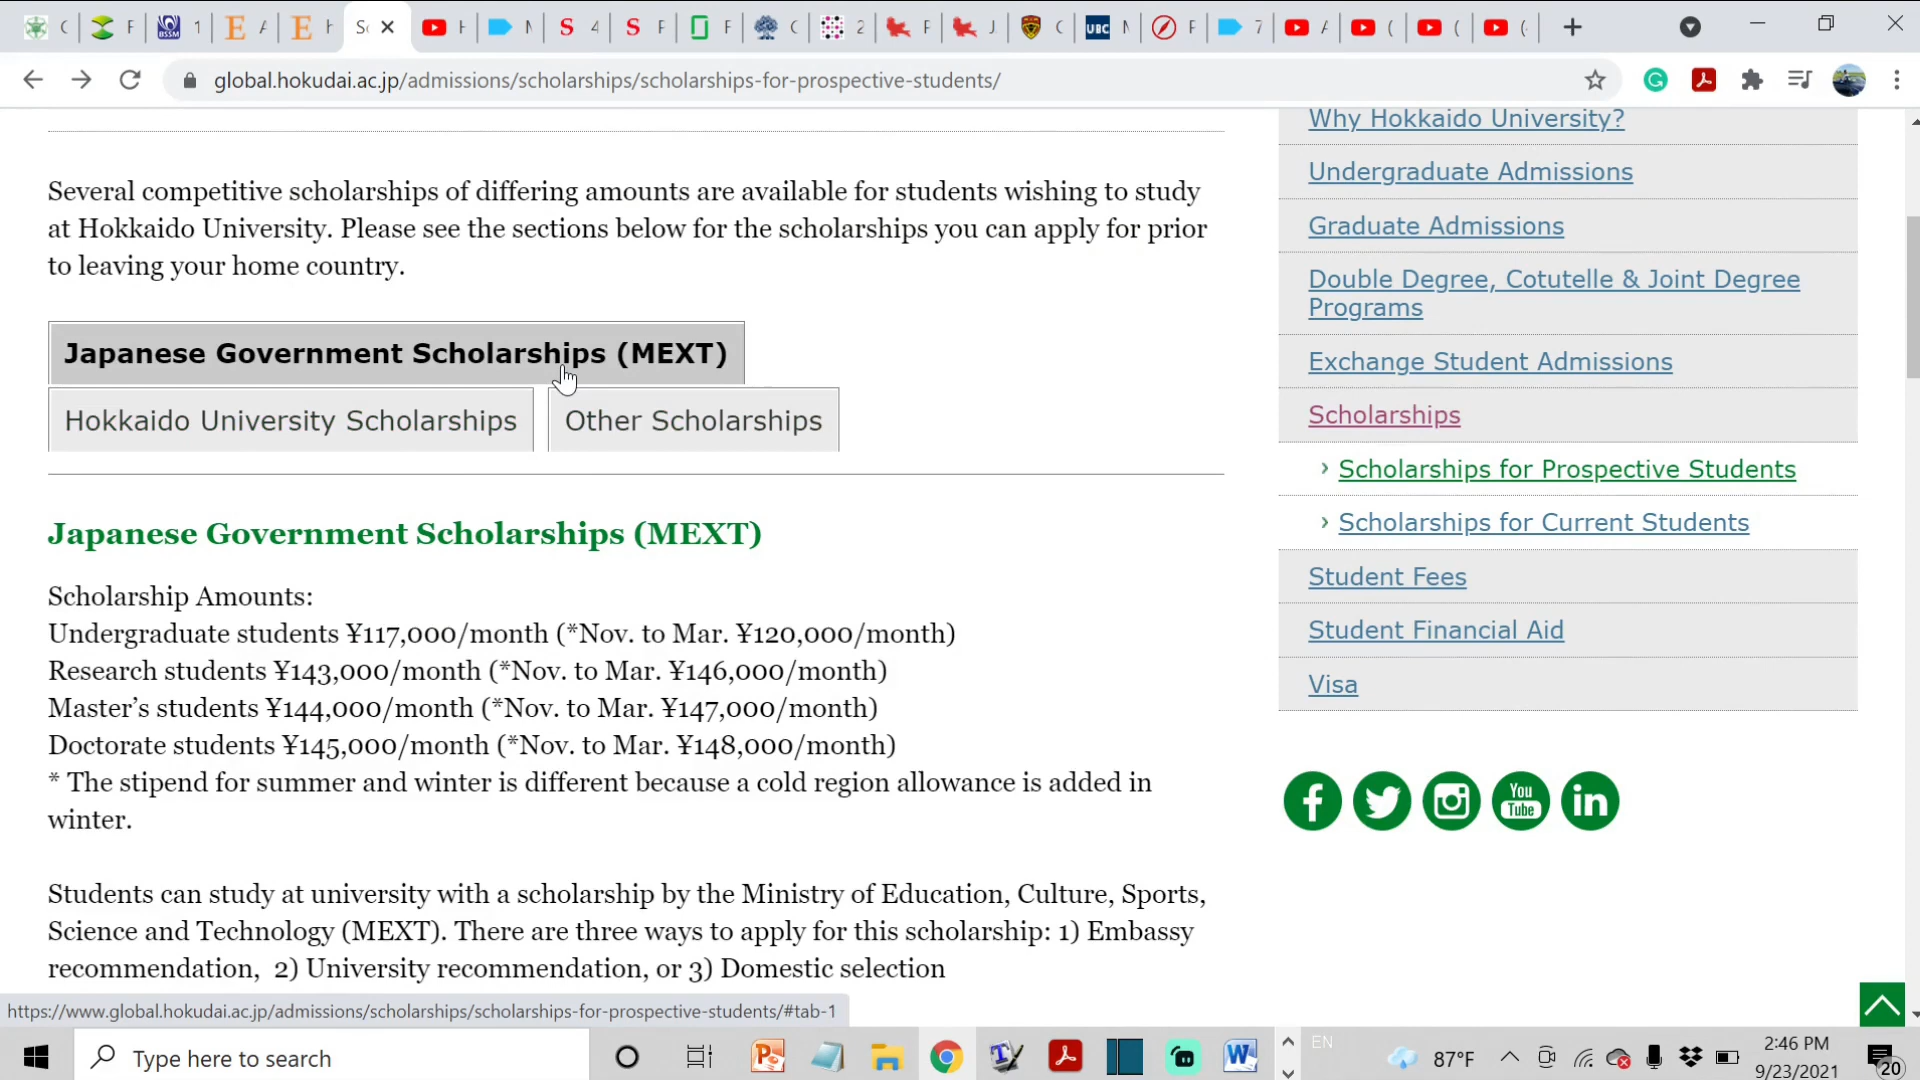 global.hokudai.ac.jp/admissions/scholarships/scholarships-for-prospective-students/
Several competitive scholarships of differing amounts are available for students wishing to study
at Hokkaido University. Please see the sections below for the scholarships you can apply for prior
to leaving your home country.
Japanese Government Scholarships (MEXT)
Hokkaido University Scholarships
Other Scholarships
Japanese Government Scholarships (MEXT)
Scholarship Amounts:
Undergraduate students ¥117,000/month (*Nov. to Mar. ¥120,000/month)
Research students ¥143,000/month (*Nov. to Mar. ¥146,000/month)
Master’s students ¥144,000/month (*Nov. to Mar. ¥147,000/month)
Doctorate students ¥145,000/month (*Nov. to Mar. ¥148,000/month)
* The stipend for summer and winter is different because a cold region allowance is added in
winter.
Students can study at university with a scholarship by the Ministry of Education, Culture, Sports,
Science and Technology (MEXT). There are three ways to apply for this scholarship: 1) Embassy
recommendation,  2) University recommendation, or 3) Domestic selection
Why Hokkaido University?
Undergraduate Admissions
Graduate Admissions
Double Degree, Cotutelle & Joint Degree
Programs
Exchange Student Admissions
Scholarships
Scholarships for Prospective Students
Scholarships for Current Students
Student Fees
Student Financial Aid
Visa
You
Tube
https://www.global.hokudai.ac.jp/admissions/scholarships/scholarships-for-prospective-students/#tab-1
Type here to search
EN
87°F
2:46 PM
9/23/2021
20